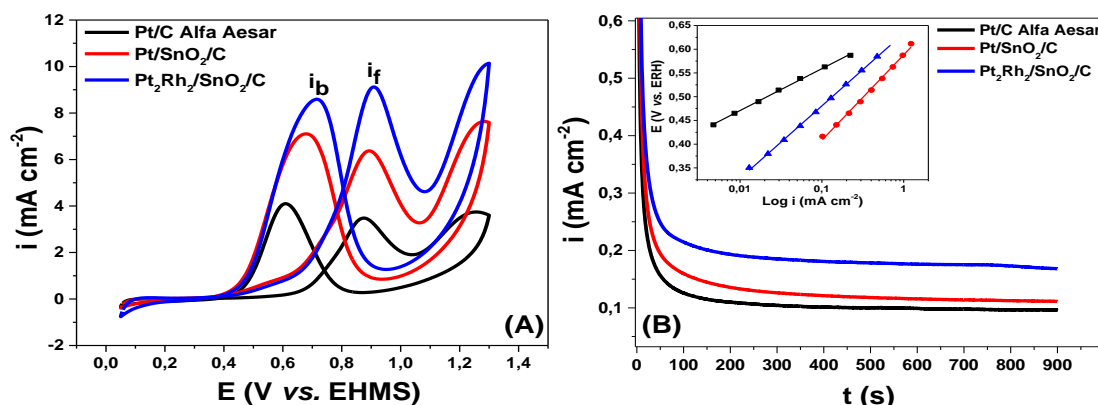 12
10
8
6
4
2
0
-2
i (mA cm⁻²)
Pt/C Alfa Aesar
Pt/SnO₂/C
Pt₂Rh₂/SnO₂/C
i_b
i_f
(A)
0,0 0,2 0,4 0,6 0,8 1,0 1,2 1,4
E (V vs. EHMS)
0,6
0,5
0,4
0,3
0,2
0,1
i (mA cm⁻²)
0,65
0,60
0,55
0,50
0,45
0,40
0,35
E (V vs. ERH)
0,01 0,1 1
Log i (mA cm⁻²)
Pt/C Alfa Aesar
Pt/SnO₂/C
Pt₂Rh₂/SnO₂/C
(B)
0 100 200 300 400 500 600 700 800 900
t (s)